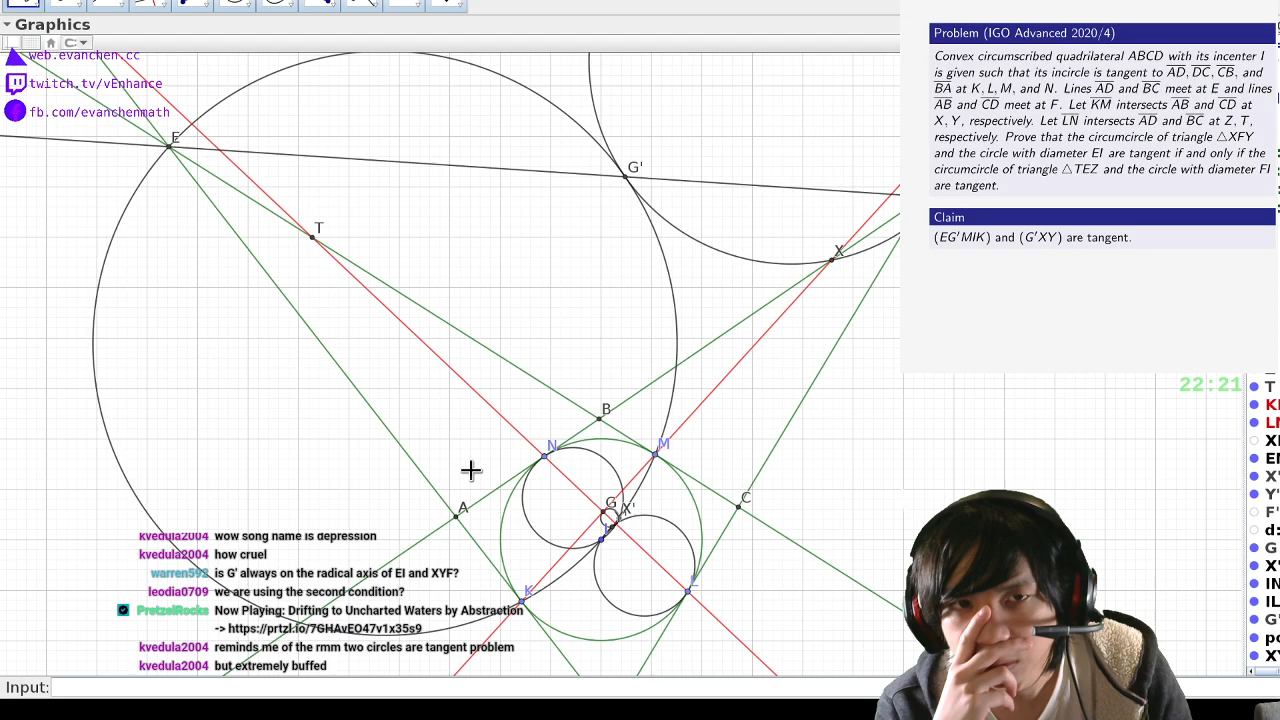 Graphics
web.evanchen.cc
twitch.tv/vEnhance
fb.com/evanchenmath
Problem (IGO Advanced 2020/4)
Convex circumscribed quadrilateral ABCD with its incenter I
is given such that its incircle is tangent to AD, DC, CB, and
BA at K, L, M, and N. Lines AD and BC meet at E and lines
AB and CD meet at F. Let KM intersects AB and CD at
X, Y, respectively. Let LN intersects AD and BC at Z, T,
respectively. Prove that the circumcircle of triangle △XFY
and the circle with diameter EI are tangent if and only if the
circumcircle of triangle △TEZ and the circle with diameter FI
are tangent.
Claim
(EG'MIK) and (G'XY) are tangent.
E
G'
T
X
B
N
M
A
G
X'
C
K
L
22:21
T
KI
LN
XI
EN
X'
Y'
F'
d:
G
X'
IN
IL
G'
po
XY
kvedula2004 wow song name is depression
kvedula2004 how cruel
warren592 is G' always on the radical axis of EI and XYF?
leodia0709 we are using the second condition?
PretzelRocks Now Playing: Drifting to Uncharted Waters by Abstraction
-> https://prtzl.io/7GHAvEO47v1x35s9
kvedula2004 reminds me of the rmm two circles are tangent problem
kvedula2004 but extremely buffed
Input: